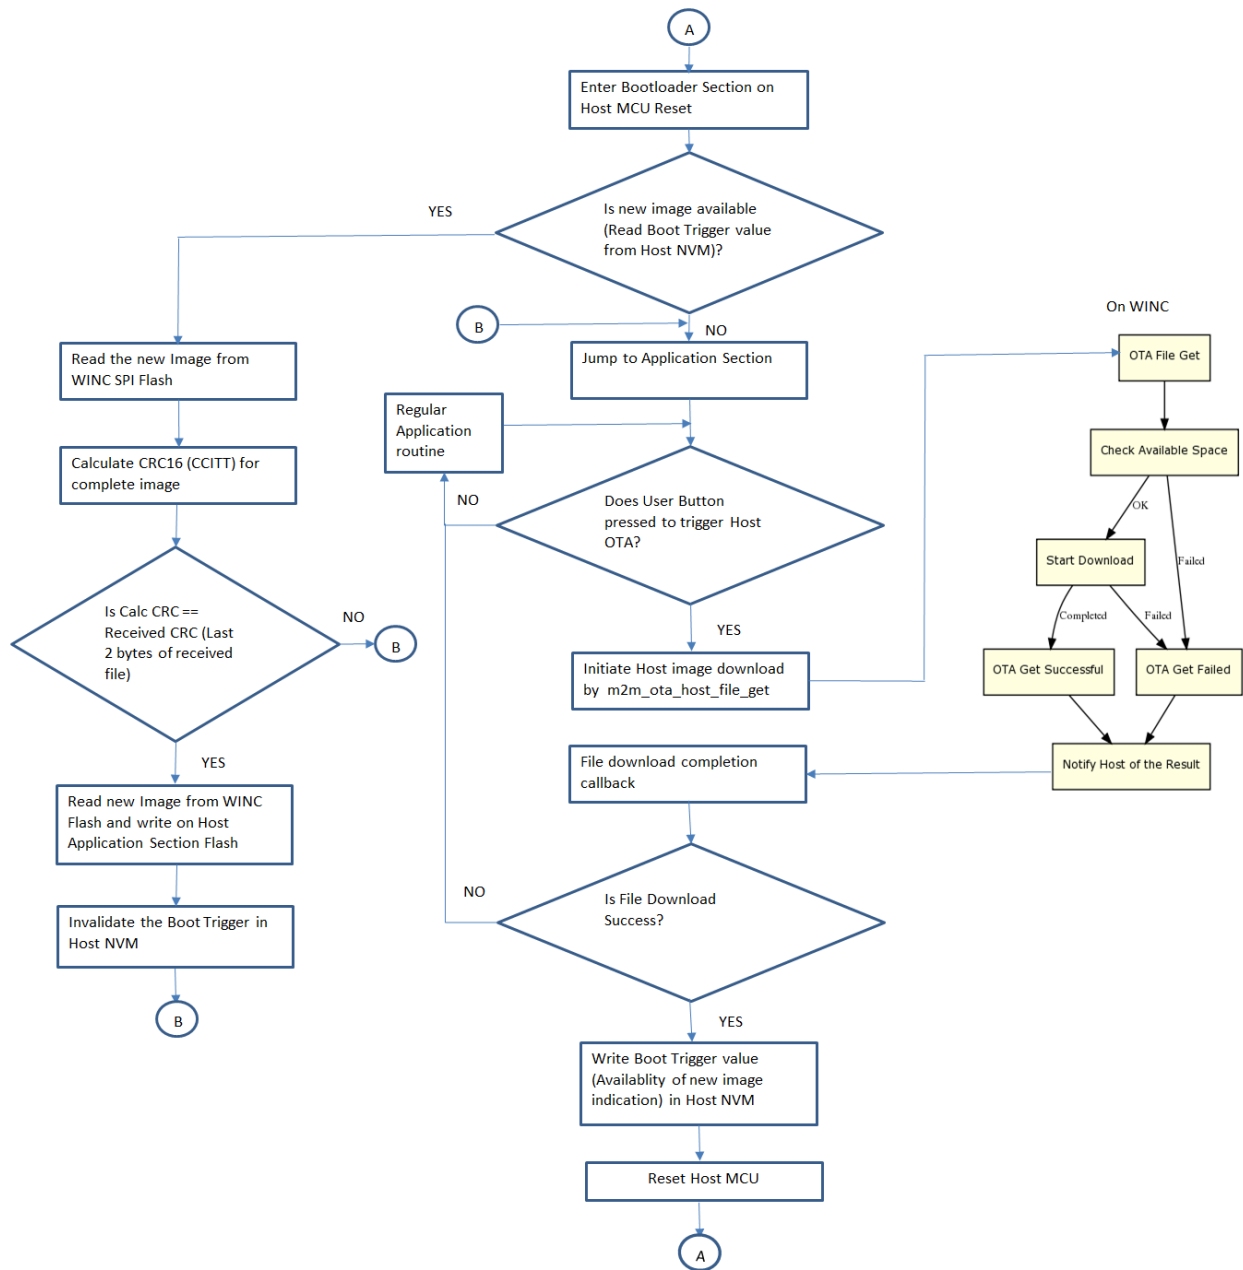 A
Enter Bootloader Section on
Host MCU Reset
YES
Is new image available
(Read Boot Trigger value
from Host NVM)?
On WINC
B
NO
Read the new Image from
WINC SPI Flash
Jump to Application Section
OTA File Get
Regular
Application
routine
Calculate CRC16 (CCITT) for
complete image
Check Available Space
NO
Does User Button
pressed to trigger Host
OTA?
OK
Start Download
Failed
Is Calc CRC ==
Received CRC (Last
2 bytes of received
file)
NO
B
YES
Completed
Failed
Initiate Host image download
by m2m_ota_host_file_get
OTA Get Successful
OTA Get Failed
YES
File download completion
callback
Notify Host of the Result
Read new Image from WINC
Flash and write on Host
Application Section Flash
NO
Is File Download
Success?
Invalidate the Boot Trigger in
Host NVM
B
YES
Write Boot Trigger value
(Availablity of new image
indication) in Host NVM
Reset Host MCU
A